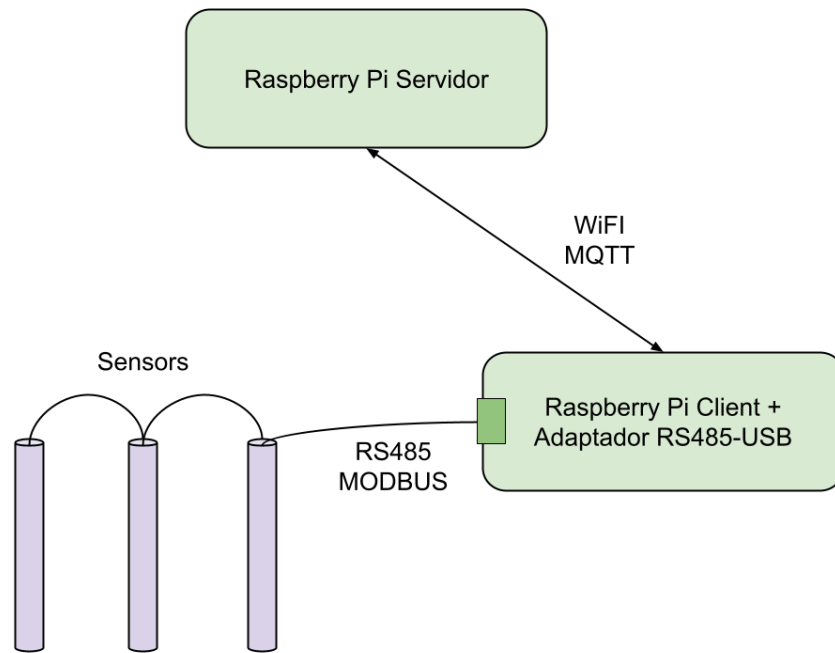 Raspberry Pi Servidor
WiFI
MQTT
Sensors
Raspberry Pi Client +
Adaptador RS485-USB
RS485
MODBUS